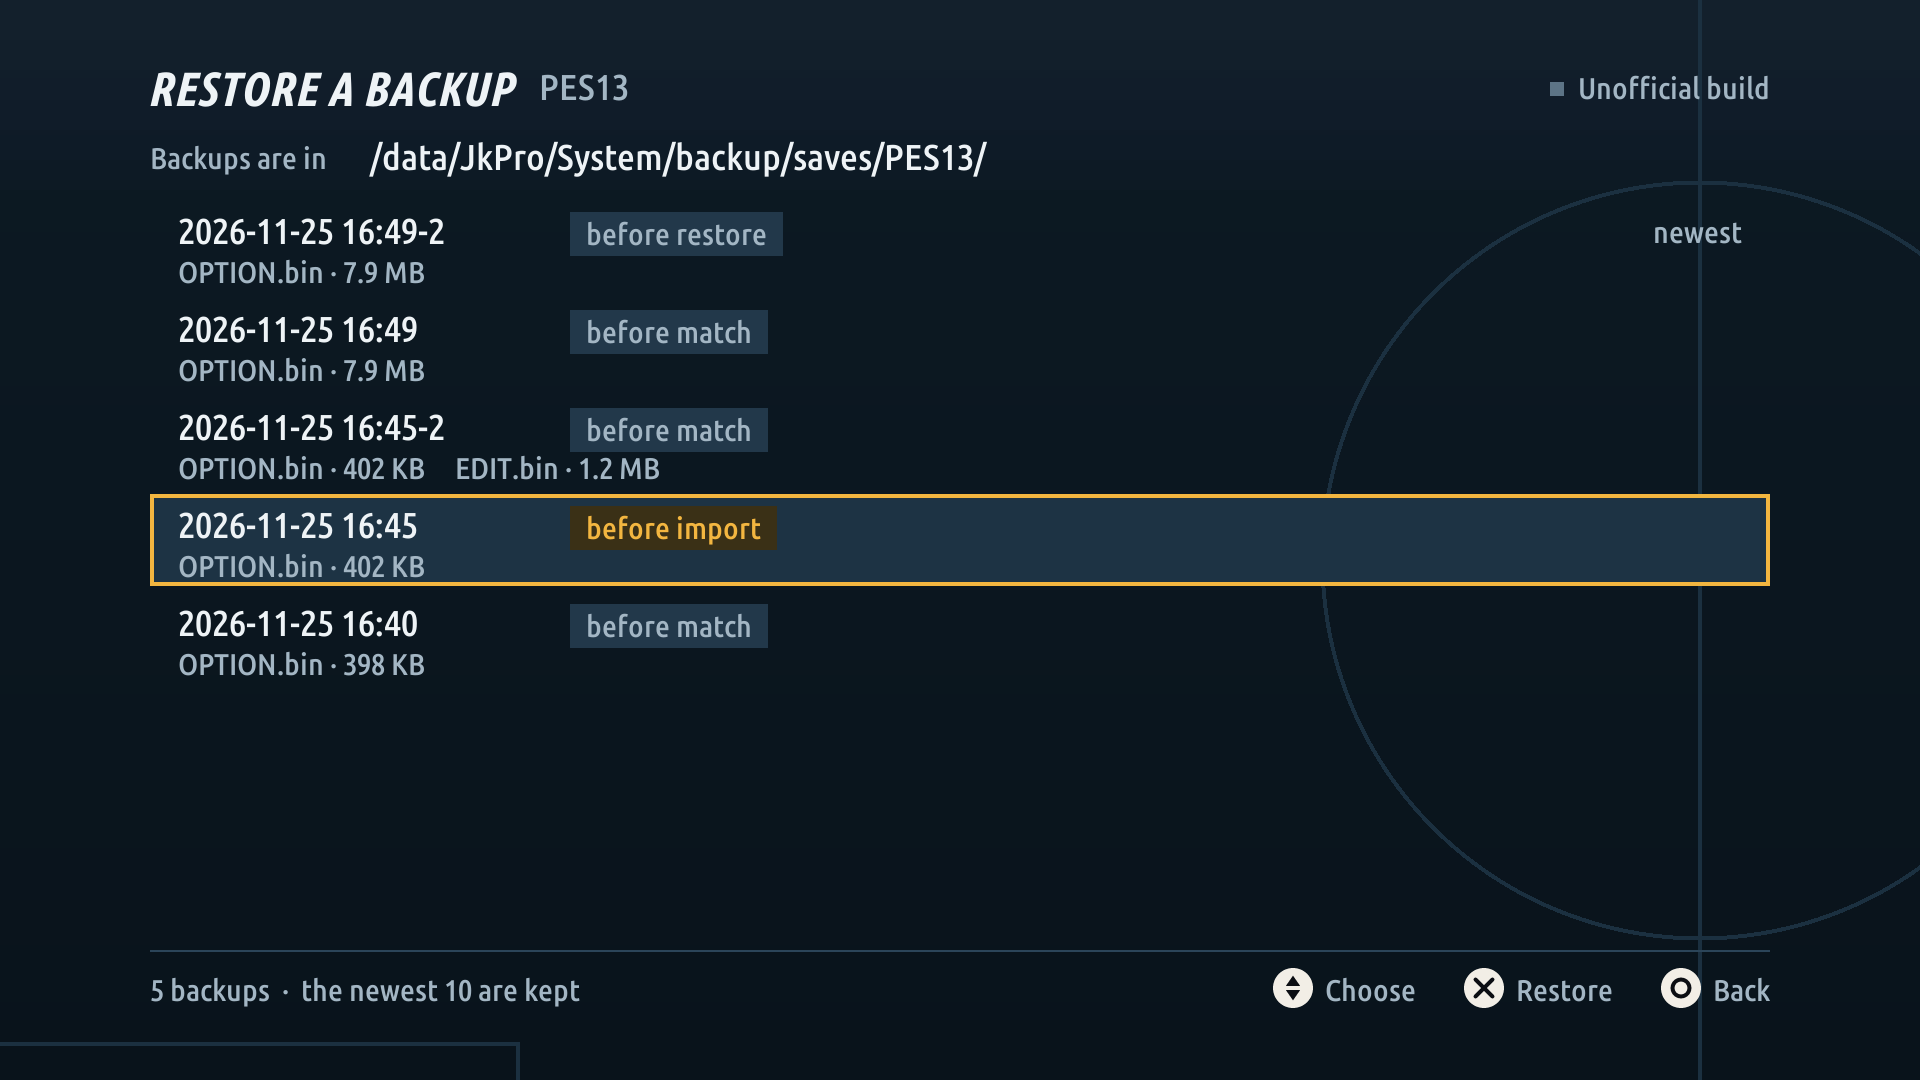 RESTORE A BACKUP PES13
Unofficial build
Backups are in /data/JkPro/System/backup/saves/PES13/
2026-11-25 16:49-2 before restore newest
OPTION.bin · 7.9 MB
2026-11-25 16:49 before match
OPTION.bin · 7.9 MB
2026-11-25 16:45-2 before match
OPTION.bin · 402 KB EDIT.bin · 1.2 MB
2026-11-25 16:45 before import
OPTION.bin · 402 KB
2026-11-25 16:40 before match
OPTION.bin · 398 KB
5 backups · the newest 10 are kept
Choose Restore Back